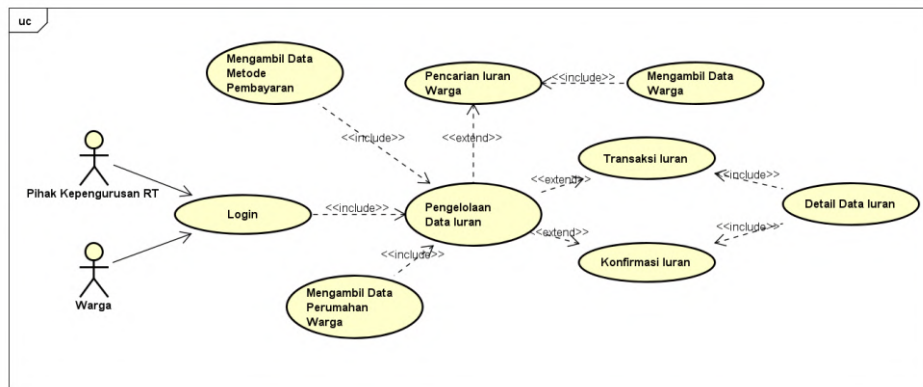 uc
Mengambil Data
Metode
Pembayaran
Pencarian Iuran
Warga
<<include>>
Mengambil Data
Warga
<<include>>
<<extend>>
Pihak Kepengurusan RT
Transaksi Iuran
<<extend>>
<<include>>
Login
<<include>>
Pengelolaan
Data Iuran
Detail Data Iuran
<<extend>>
<<include>>
<<include>>
Konfirmasi Iuran
Warga
Mengambil Data
Perumahan
Warga